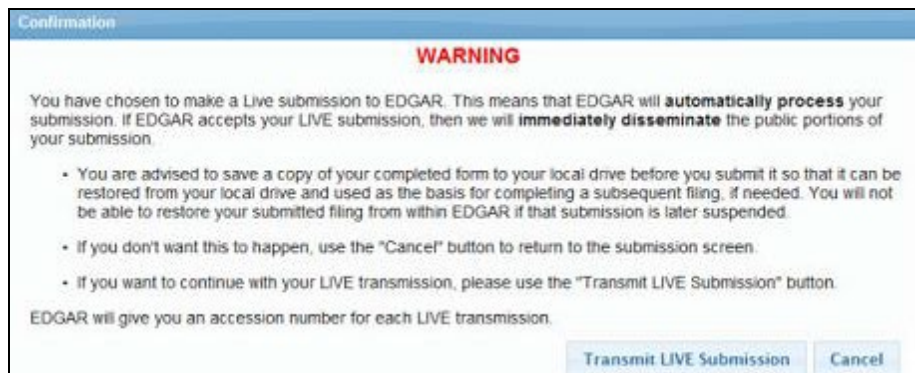 Confirmation
WARNING
You have chosen to make a Live submission to EDGAR. This means that EDGAR will automatically process your
submission. If EDGAR accepts your LIVE submission, then we will immediately disseminate the public portions of
your submission.
• You are advised to save a copy of your completed form to your local drive before you submit it so that it can be
restored from your local drive and used as the basis for completing a subsequent filing, if needed. You will not
be able to restore your submitted filing from within EDGAR if that submission is later suspended.
• If you don't want this to happen, use the "Cancel" button to return to the submission screen.
• If you want to continue with your LIVE transmission, please use the "Transmit LIVE Submission" button.
EDGAR will give you an accession number for each LIVE transmission.
Transmit LIVE Submission Cancel